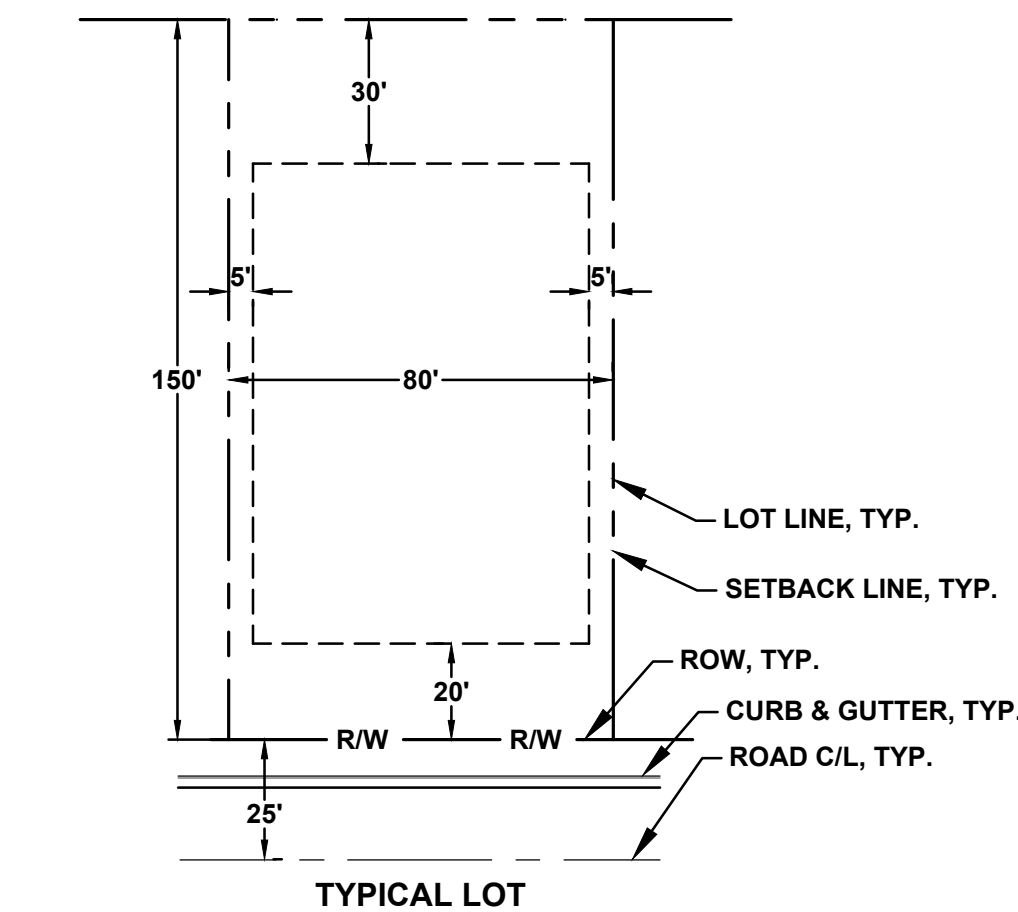 30'
5' 5'
150' 80'
LOT LINE, TYP.
SETBACK LINE, TYP.
ROW, TYP.
20'
CURB & GUTTER, TYP.
R/W R/W
ROAD C/L, TYP.
25'
TYPICAL LOT